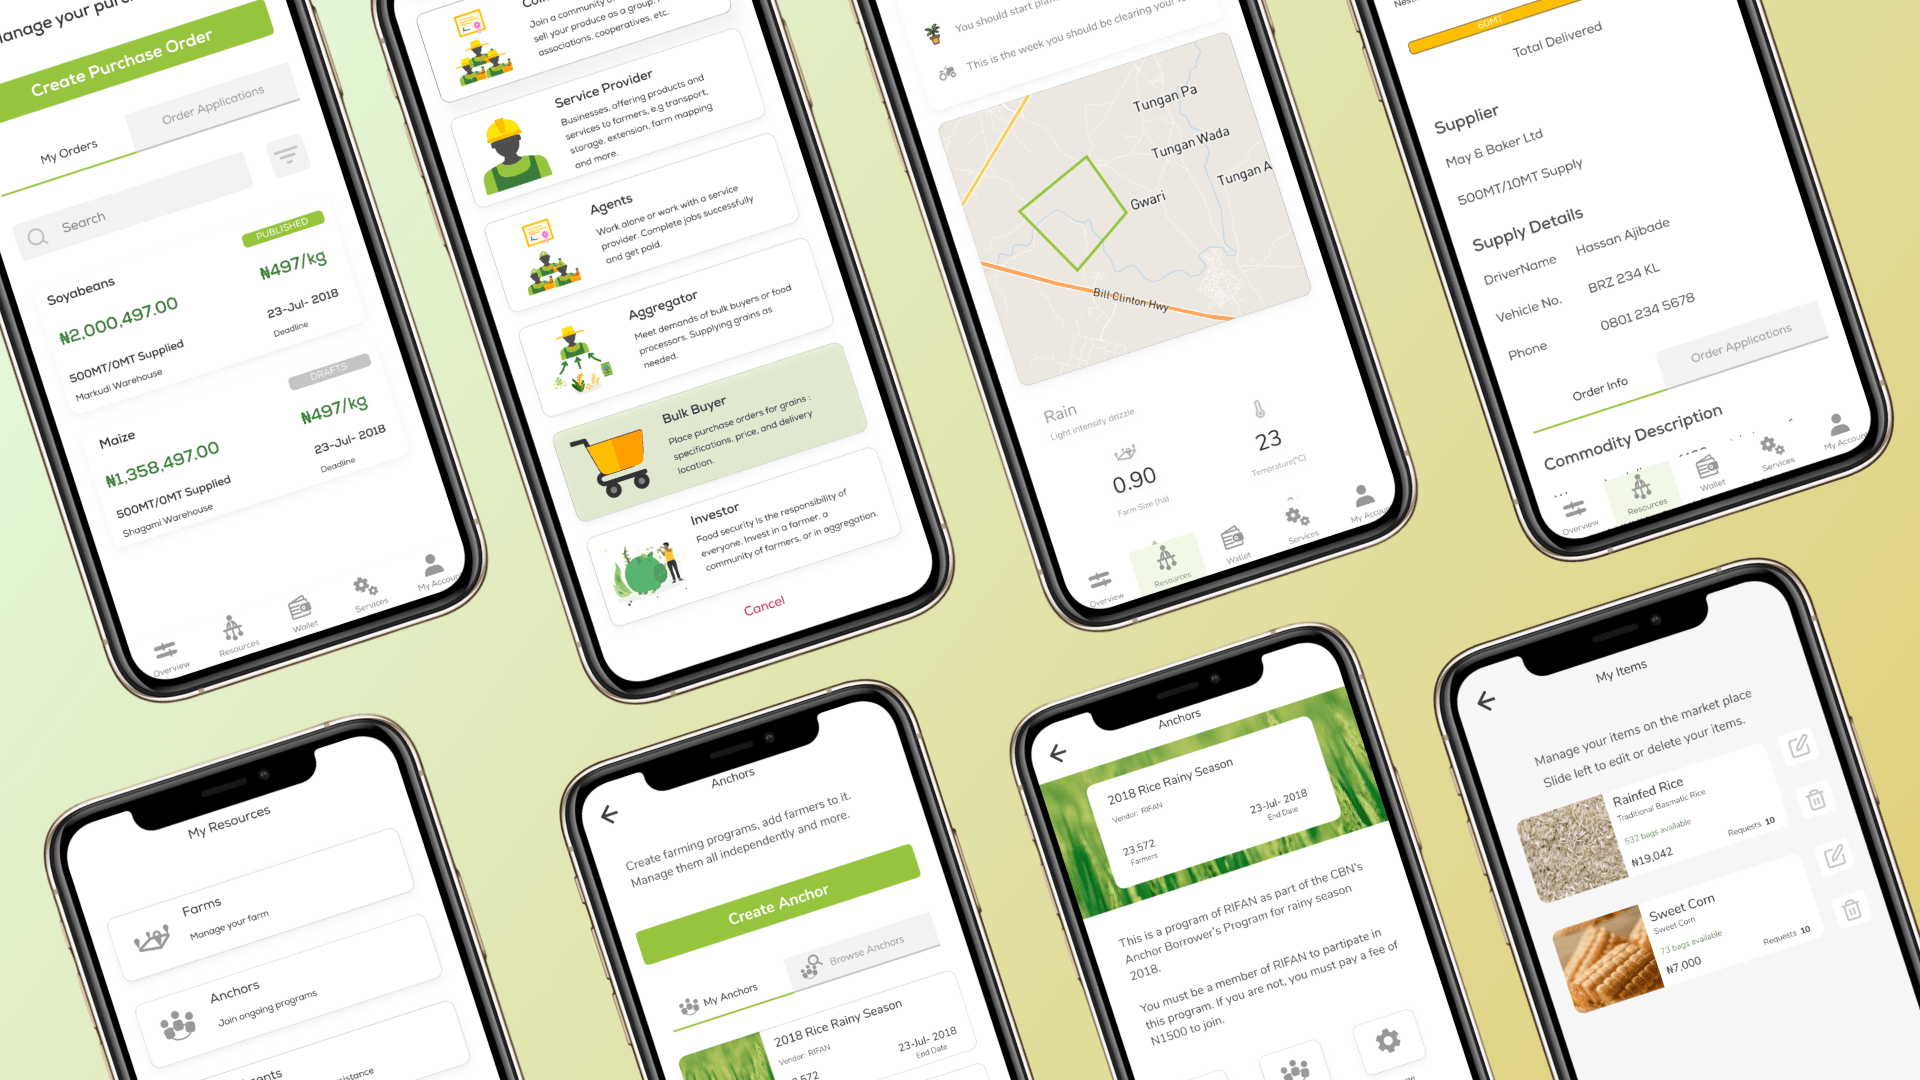 Manage your purc
Create Purchase Order
My Orders
Order Applications
Search
PUBLISHED
Soyabeans
₦497/kg
₦2,000,497.00
23-Jul- 2018
500MT/0MT Supplied
Deadline
Markudi Warehouse
DRAFTS
Maize
₦497/kg
₦1,358,497.00
23-Jul- 2018
500MT/0MT Supplied
Deadline
Shagami Warehouse
Overview
Resources
Wallet
Services
My Accoun
Join a community o
sell your produce as a group,
associations, cooperatives, etc.
Service Provider
Businesses, offering products and
services to farmers, e.g transport,
storage, extension, farm mapping
and more.
Agents
Work alone or work with a service
provider. Complete jobs successfully
and get paid.
Aggregator
Meet demands of bulk buyers or food
processors. Supplying grains as
needed.
Bulk Buyer
Place purchase orders for grains :
specifications, price, and delivery
location.
Investor
Food security is the responsibility of
everyone. Invest in a farmer, a
community of farmers, or in aggregation.
Cancel
You should start plan
This is the week you should be clearing your
Tungan Pa
Tungan Wada
Tungan A
Gwari
Bill Clinton Hwy
Rain
Light intensity drizzle
0.90
Farm Size (ha)
23
Temprature(°C)
Overview
Resources
Wallet
Services
My Accoun
60MT
Total Delivered
Supplier
May & Baker Ltd
500MT/10MT Supply
Supply Details
DriverName
Hassan Ajibade
Vehicle No.
BRZ 234 KL
Phone
0801 234 5678
Order Info
Order Applications
Commodity Description
Overview
Resources
Wallet
Services
My Accoun
My Resources
Farms
Manage your farm
Anchors
Join ongoing programs
ents
istance
Anchors
Create farming programs, add farmers to it.
Manage them all independently and more.
Create Anchor
My Anchors
Browse Anchors
2018 Rice Rainy Season
Vendor: RIFAN
23-Jul- 2018
End Date
,572
Anchors
2018 Rice Rainy Season
Vendor: RIFAN
23-Jul- 2018
End Date
23,572
Farmers
This is a program of RIFAN as part of the CBN's
Anchor Borrower's Program for rainy season
2018.
You must be a member of RIFAN to partipate in
this program. If you are not, you must pay a fee of
N1500 to join.
My Items
Manage your items on the market place
Slide left to edit or delete your items.
Rainfed Rice
Traditional Basmatic Rice
532 bags available
Requests 10
₦19,042
Sweet Corn
Sweet Corn
73 bags available
Requests 10
₦7,000